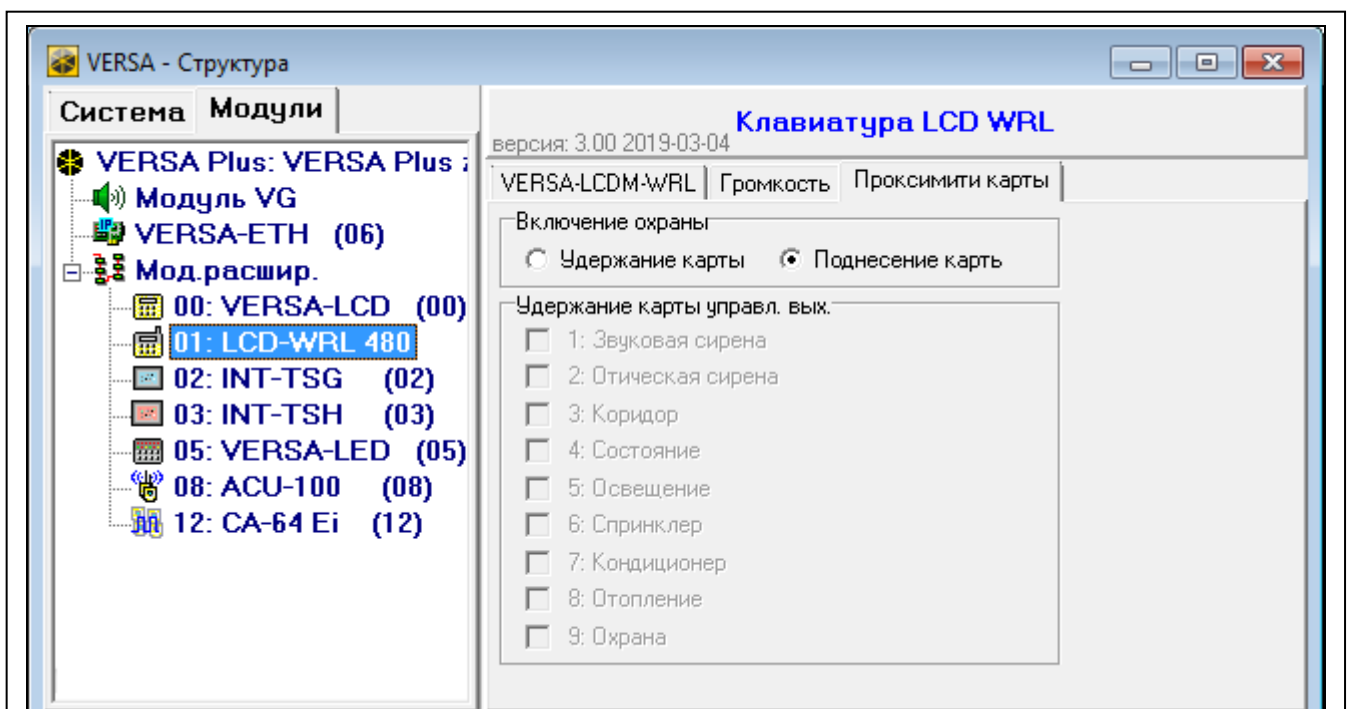 VERSA - Структура
Система Модули
VERSA Plus: VERSA Plus
Модуль VG
VERSA-ETH (06)
Мод.расшир.
00: VERSA-LCD (00)
01: LCD-WRL 480
02: INT-TSG (02)
03: INT-TSH (03)
05: VERSA-LED (05)
08: ACU-100 (08)
12: CA-64 Ei (12)
Клавиатура LCD WRL
версия: 3.00 2019-03-04
VERSA-LCDM-WRL Громкость Проксимити карты
Включение охраны
Удержание карты Поднесение карть
Удержание карты управл. вых.
1: Звуковая сирена
2: Отическая сирена
3: Коридор
4: Состояние
5: Освещение
6: Спринклер
7: Кондиционер
8: Отопление
9: Охрана